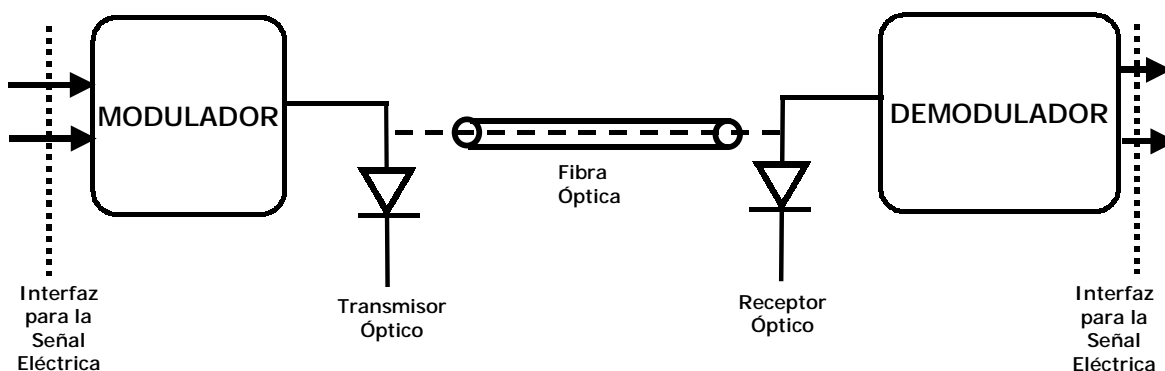 MODULADOR
DEMODULADOR
Fibra
Óptica
Interfaz
para la
Señal
Eléctrica
Transmisor
Óptico
Receptor
Óptico
Interfaz
para la
Señal
Eléctrica